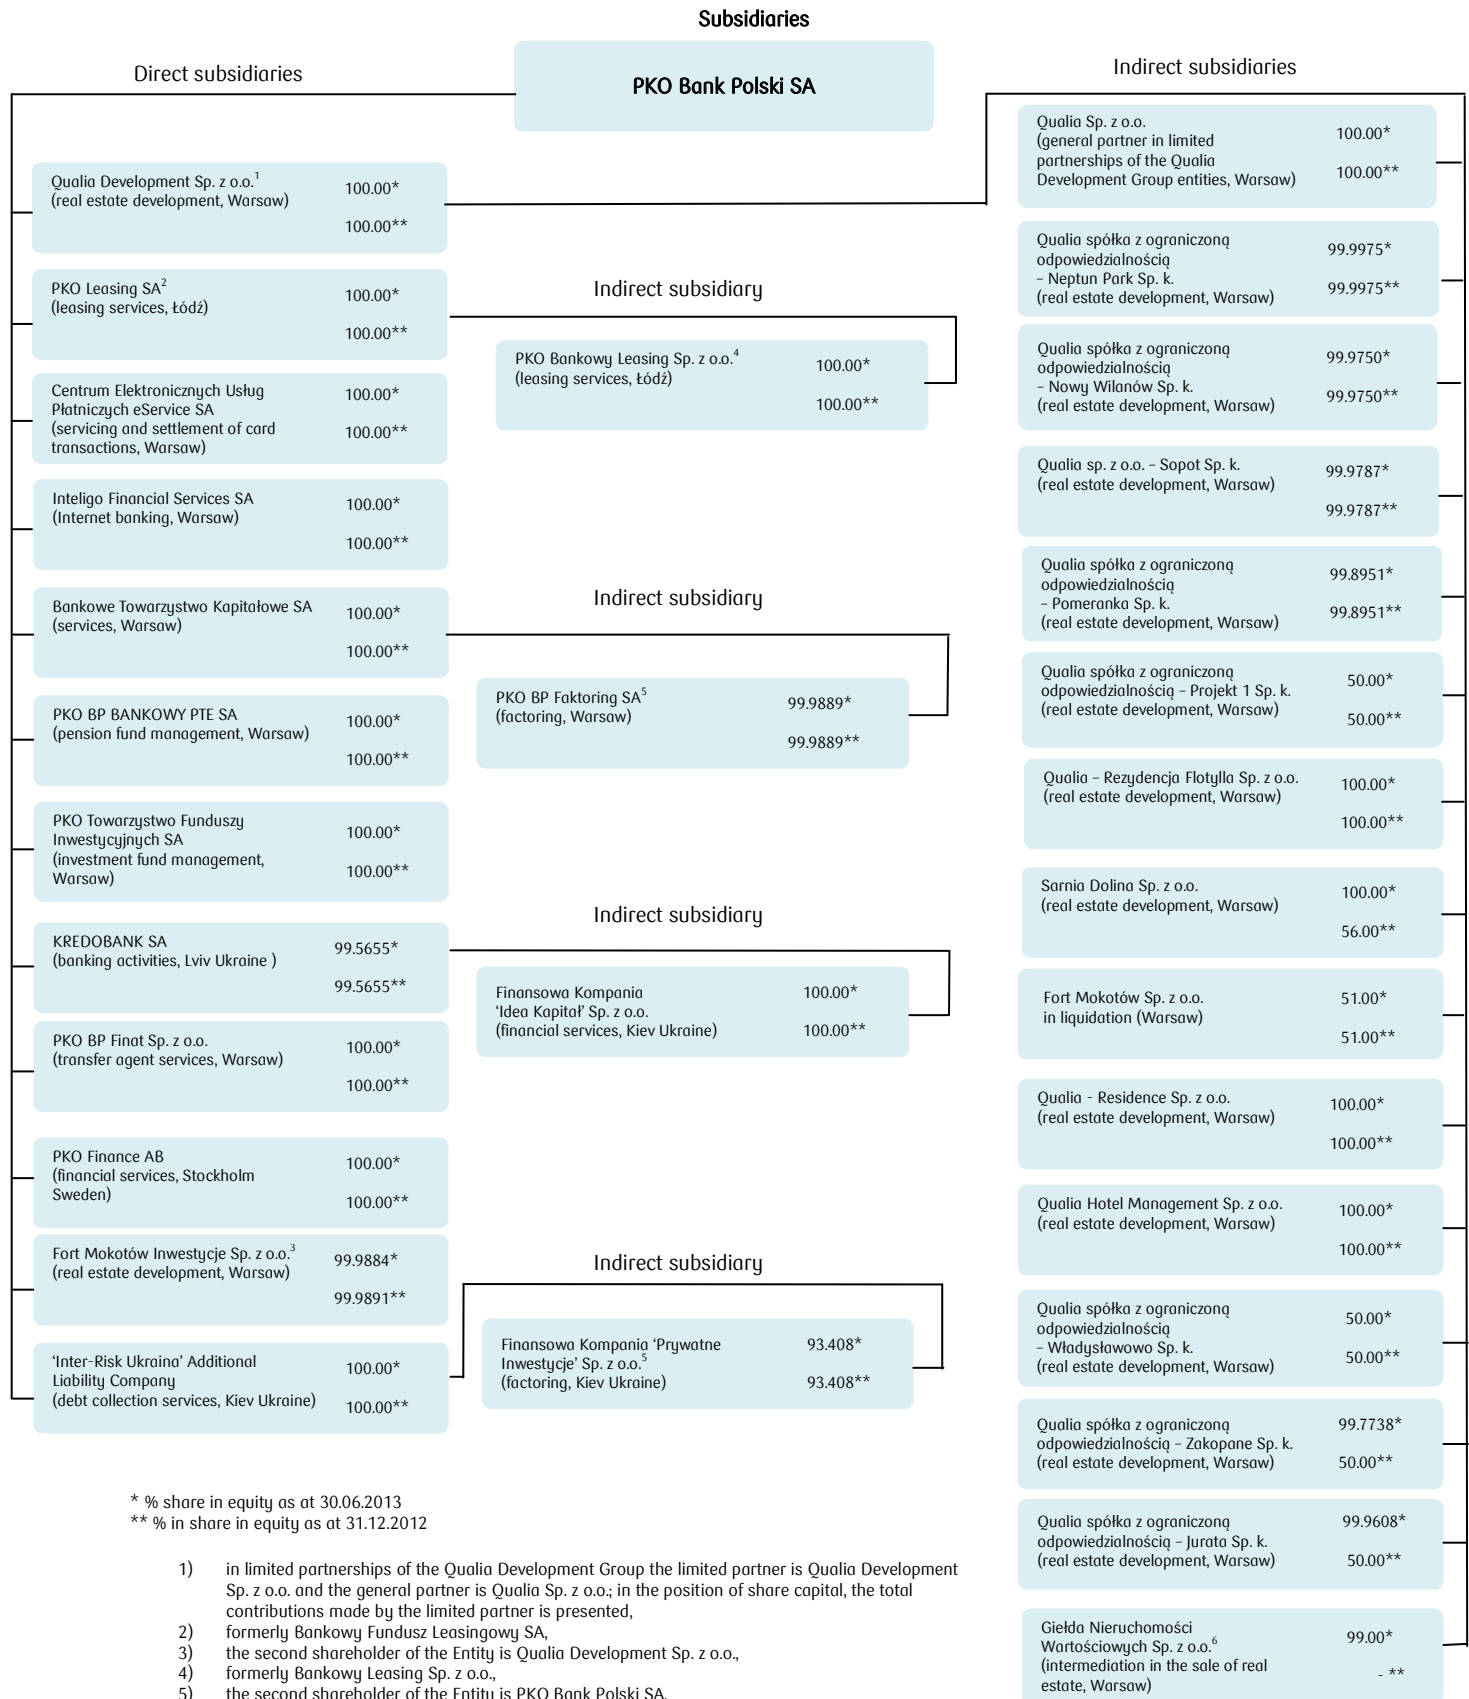 Subsidiaries
PKO Bank Polski SA
Direct subsidiaries
Qualia Development Sp. z o.o.1
(real estate development, Warsaw)
100.00*
100.00**
PKO Leasing SA2
(leasing services, Łódź)
100.00*
100.00**
Centrum Elektronicznych Usług
Płatniczych eService SA
(servicing and settlement of card
transactions, Warsaw)
100.00*
100.00**
Inteligo Financial Services SA
(Internet banking, Warsaw)
100.00*
100.00**
Bankowe Towarzystwo Kapitałowe SA
(services, Warsaw)
100.00*
100.00**
PKO BP BANKOWY PTE SA
(pension fund management, Warsaw)
100.00*
100.00**
PKO Towarzystwo Funduszy
Inwestycyjnych SA
(investment fund management,
Warsaw)
100.00*
100.00**
KREDOBANK SA
(banking activities, Lviv Ukraine )
99.5655*
99.5655**
PKO BP Finat Sp. z o.o.
(transfer agent services, Warsaw)
100.00*
100.00**
PKO Finance AB
(financial services, Stockholm
Sweden)
100.00*
100.00**
Fort Mokotów Inwestycje Sp. z o.o.3
(real estate development, Warsaw)
99.9884*
99.9891**
'Inter-Risk Ukraina' Additional
Liability Company
(debt collection services, Kiev Ukraine)
100.00*
100.00**
Indirect subsidiary
PKO Bankowy Leasing Sp. z o.o.4
(leasing services, Łódź)
100.00*
100.00**
Indirect subsidiary
PKO BP Faktoring SA5
(factoring, Warsaw)
99.9889*
99.9889**
Indirect subsidiary
Finansowa Kompania
'Idea Kapitał' Sp. z o.o.
(financial services, Kiev Ukraine)
100.00*
100.00**
Indirect subsidiary
Finansowa Kompania 'Prywatne
Inwestycje' Sp. z o.o.5
(factoring, Kiev Ukraine)
93.408*
93.408**
Indirect subsidiaries
Qualia Sp. z o.o.
(general partner in limited
partnerships of the Qualia
Development Group entities, Warsaw)
100.00*
100.00**
Qualia spółka z ograniczoną
odpowiedzialnością
– Neptun Park Sp. k.
(real estate development, Warsaw)
99.9975*
99.9975**
Qualia spółka z ograniczoną
odpowiedzialnością
– Nowy Wilanów Sp. k.
(real estate development, Warsaw)
99.9750*
99.9750**
Qualia sp. z o.o. – Sopot Sp. k.
(real estate development, Warsaw)
99.9787*
99.9787**
Qualia spółka z ograniczoną
odpowiedzialnością
– Pomeranka Sp. k.
(real estate development, Warsaw)
99.8951*
99.8951**
Qualia spółka z ograniczoną
odpowiedzialnością – Projekt 1 Sp. k.
(real estate development, Warsaw)
50.00*
50.00**
Qualia – Rezydencja Flotylla Sp. z o.o.
(real estate development, Warsaw)
100.00*
100.00**
Sarnia Dolina Sp. z o.o.
(real estate development, Warsaw)
100.00*
56.00**
Fort Mokotów Sp. z o.o.
in liquidation (Warsaw)
51.00*
51.00**
Qualia - Residence Sp. z o.o.
(real estate development, Warsaw)
100.00*
100.00**
Qualia Hotel Management Sp. z o.o.
(real estate development, Warsaw)
100.00*
100.00**
Qualia spółka z ograniczoną
odpowiedzialnością
– Władysławowo Sp. k.
(real estate development, Warsaw)
50.00*
50.00**
Qualia spółka z ograniczoną
odpowiedzialnością – Zakopane Sp. k.
(real estate development, Warsaw)
99.7738*
50.00**
Qualia spółka z ograniczoną
odpowiedzialnością – Jurata Sp. k.
(real estate development, Warsaw)
99.9608*
50.00**
Giełda Nieruchomości
Wartościowych Sp. z o.o.6
(intermediation in the sale of real
estate, Warsaw)
99.00*
- **
* % share in equity as at 30.06.2013
** % in share in equity as at 31.12.2012
1) in limited partnerships of the Qualia Development Group the limited partner is Qualia Development
Sp. z o.o. and the general partner is Qualia Sp. z o.o.; in the position of share capital, the total
contributions made by the limited partner is presented,
2) formerly Bankowy Fundusz Leasingowy SA,
3) the second shareholder of the Entity is Qualia Development Sp. z o.o.,
4) formerly Bankowy Leasing Sp. z o.o.,
5) the second shareholder of the Entity is PKO Bank Polski SA.